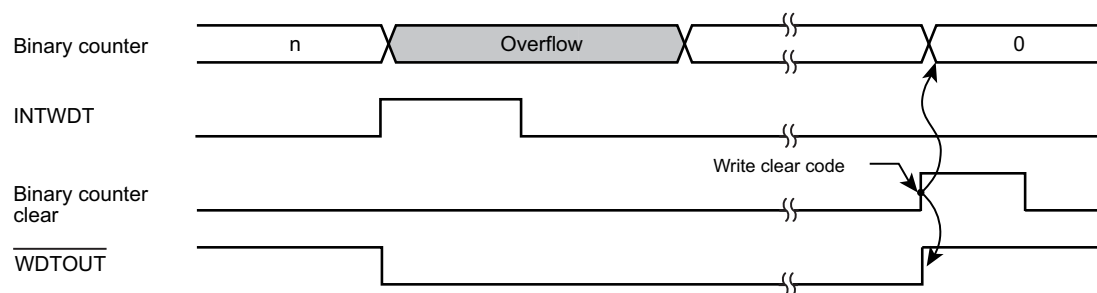 Binary counter
n
Overflow
0
INTWDT
Write clear code
Binary counter
clear
WDTOUT